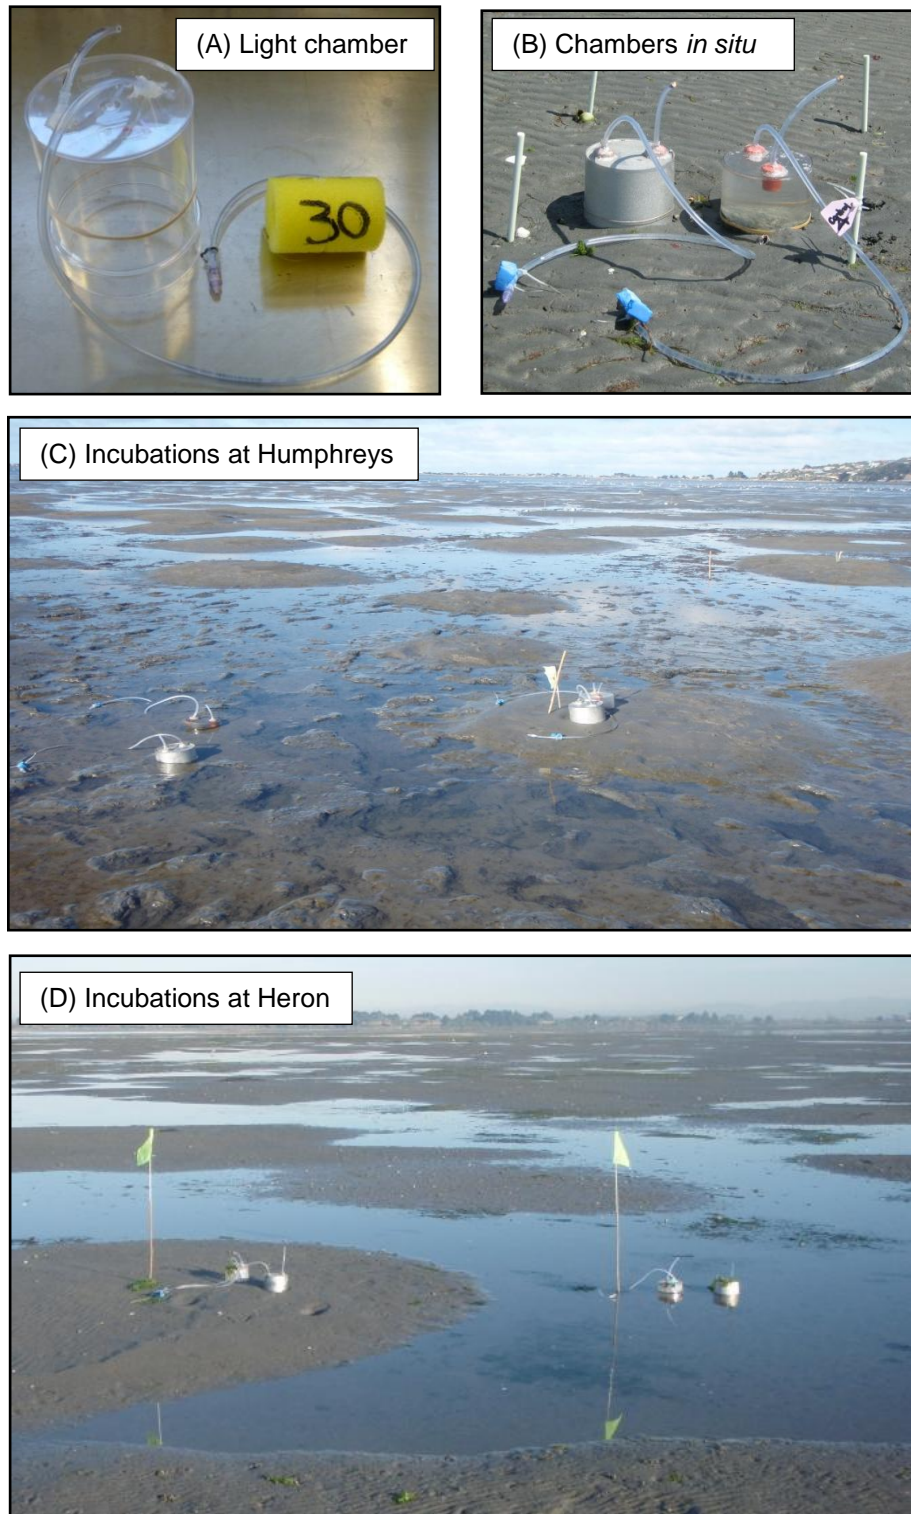 (A) Light chamber
(B) Chambers in situ
30
(C) Incubations at Humphreys
(D) Incubations at Heron